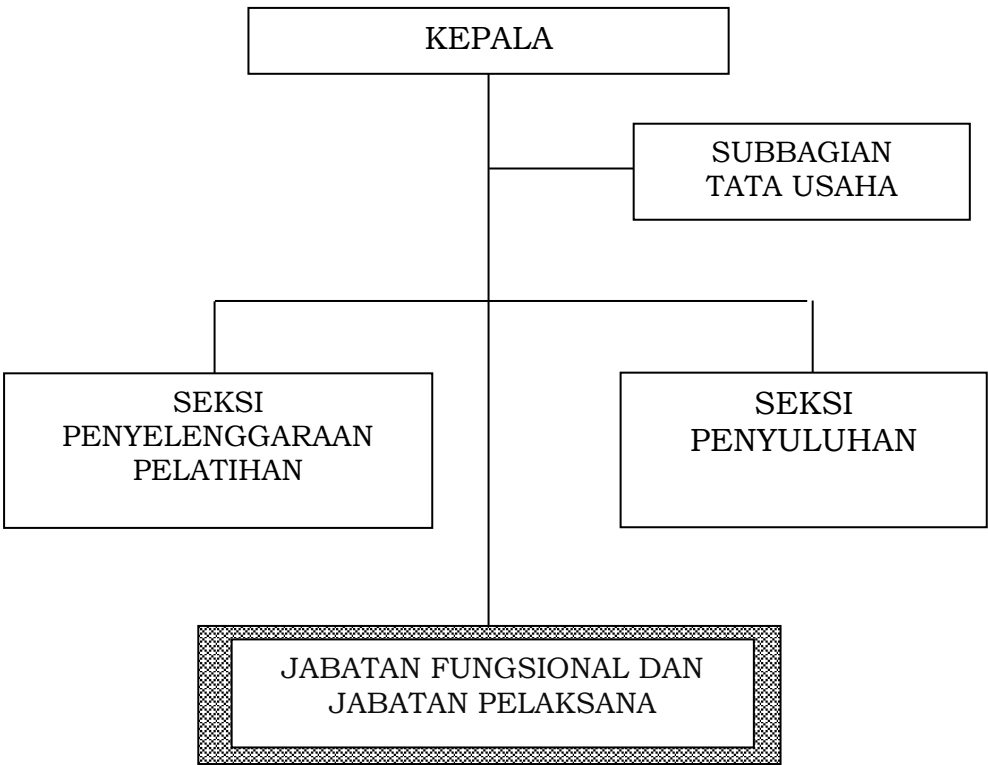 KEPALA
SUBBAGIAN
TATA USAHA
SEKSI
PENYELENGGARAAN
PELATIHAN
SEKSI
PENYULUHAN
JABATAN FUNGSIONAL DAN
JABATAN PELAKSANA